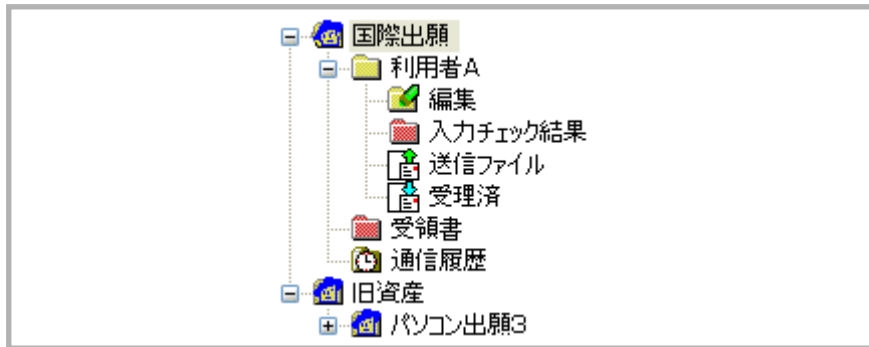 国際出願
利用者A
編集
入力チェック結果
送信ファイル
受理済
受領書
通信履歴
旧資産
パソコン出願3